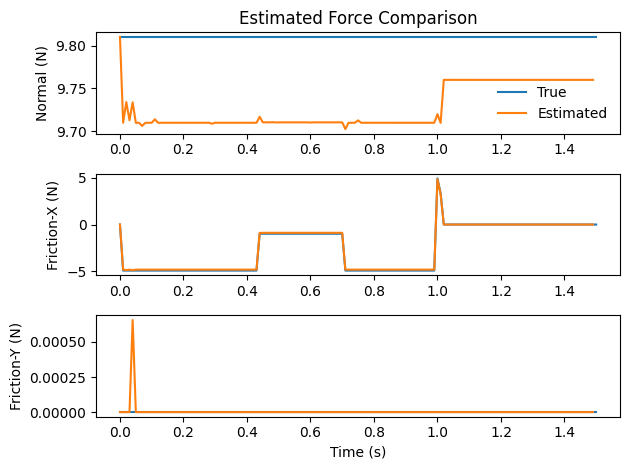 Estimated Force Comparison
Normal (N)
9.80
9.75
9.70
True
Estimated
0.0 0.2 0.4 0.6 0.8 1.0 1.2 1.4
Friction-X (N)
5
0
−5
0.0 0.2 0.4 0.6 0.8 1.0 1.2 1.4
Friction-Y (N)
0.00050
0.00025
0.00000
0.0 0.2 0.4 0.6 0.8 1.0 1.2 1.4
Time (s)